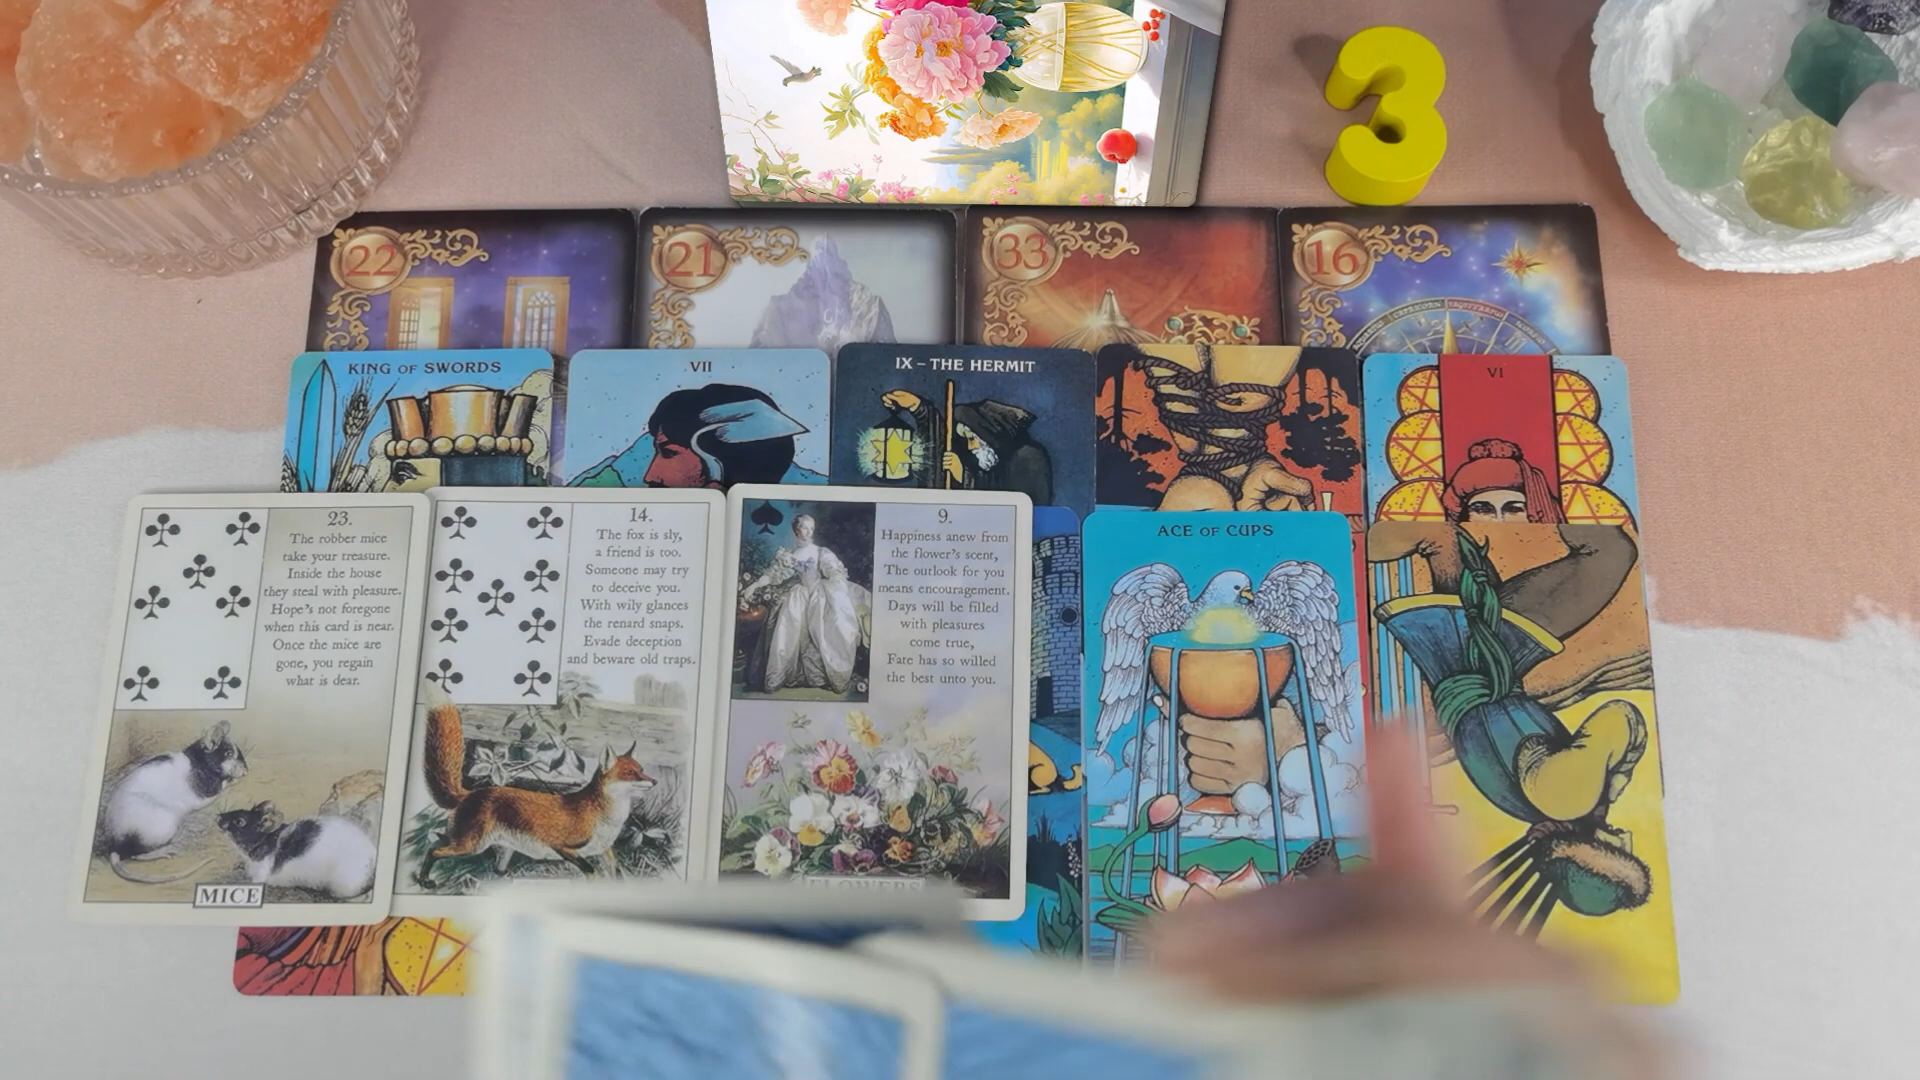 3
22
21
33
16
KING OF SWORDS
VII
IX – THE HERMIT
VI
23.
The robber mice
take your treasure.
Inside the house
they steal with pleasure.
Hope's not foregone
when this card is near.
Once the mice are
gone, you regain
what is dear.
MICE
14.
The fox is sly,
a friend is too.
Someone may try
to deceive you.
With wily glances
the renard snaps.
Evade deception
and beware old traps.
9.
Happiness anew from
the flower's scent,
The outlook for you
means encouragement.
Days will be filled
with pleasures
come true,
Fate has so willed
the best unto you.
FLOWERS
ACE OF CUPS